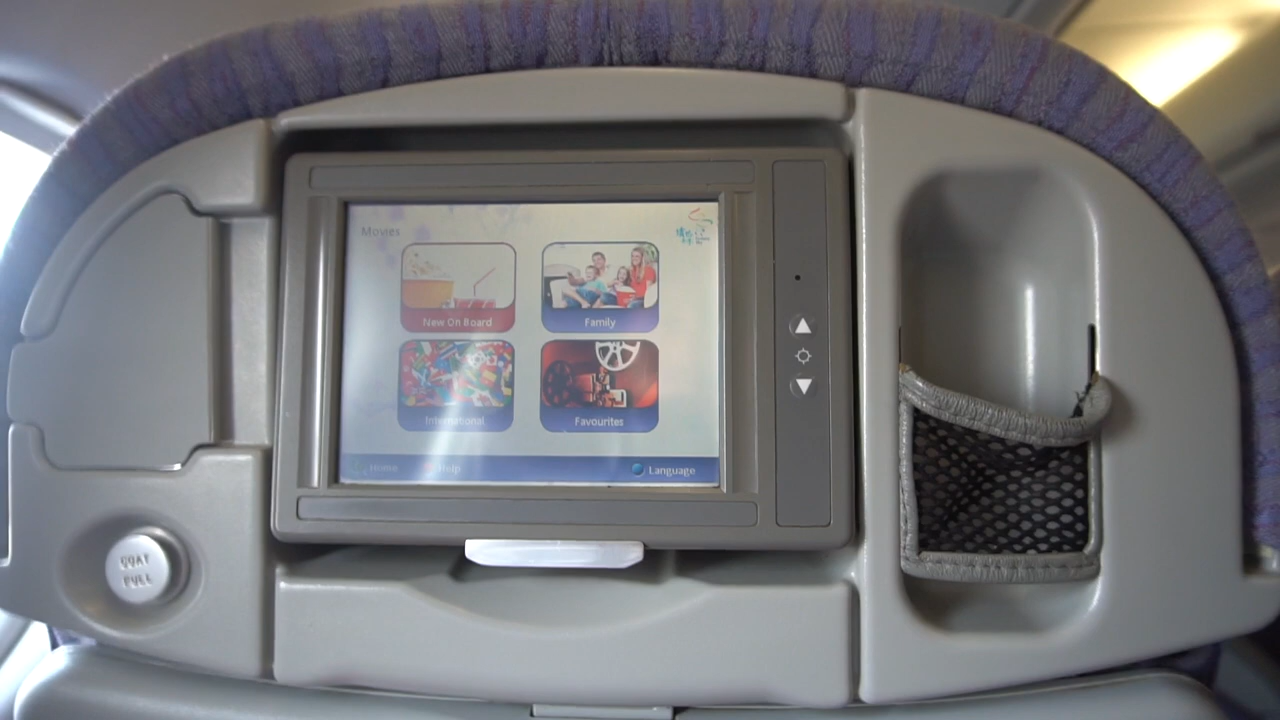 Movies
New On Board
Family
International
Favourites
Home
Help
Language
COAT
PULL